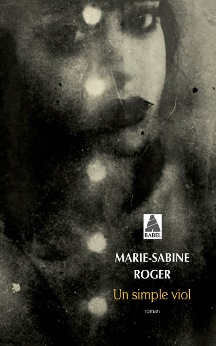 BABEL
MARIE-SABINE
ROGER
Un simple viol
roman